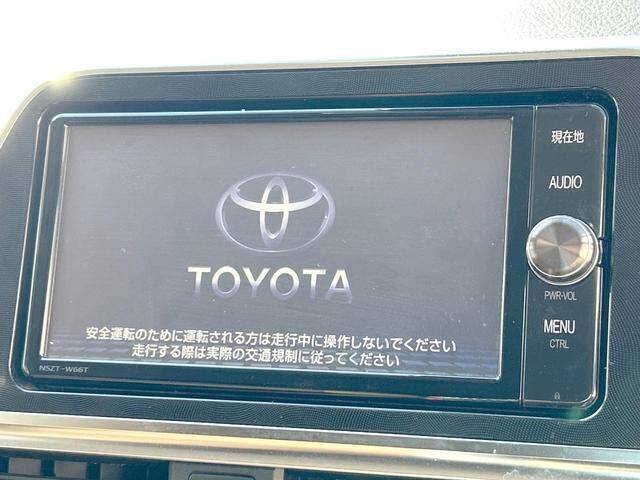 現在地
AUDIO
TOYOTA
PWR-VOL
安全運転のために運転される方は走行中に操作しないでください
走行する際は実際の交通規制に従ってください
MENU
CTRL
NSZT-W66T